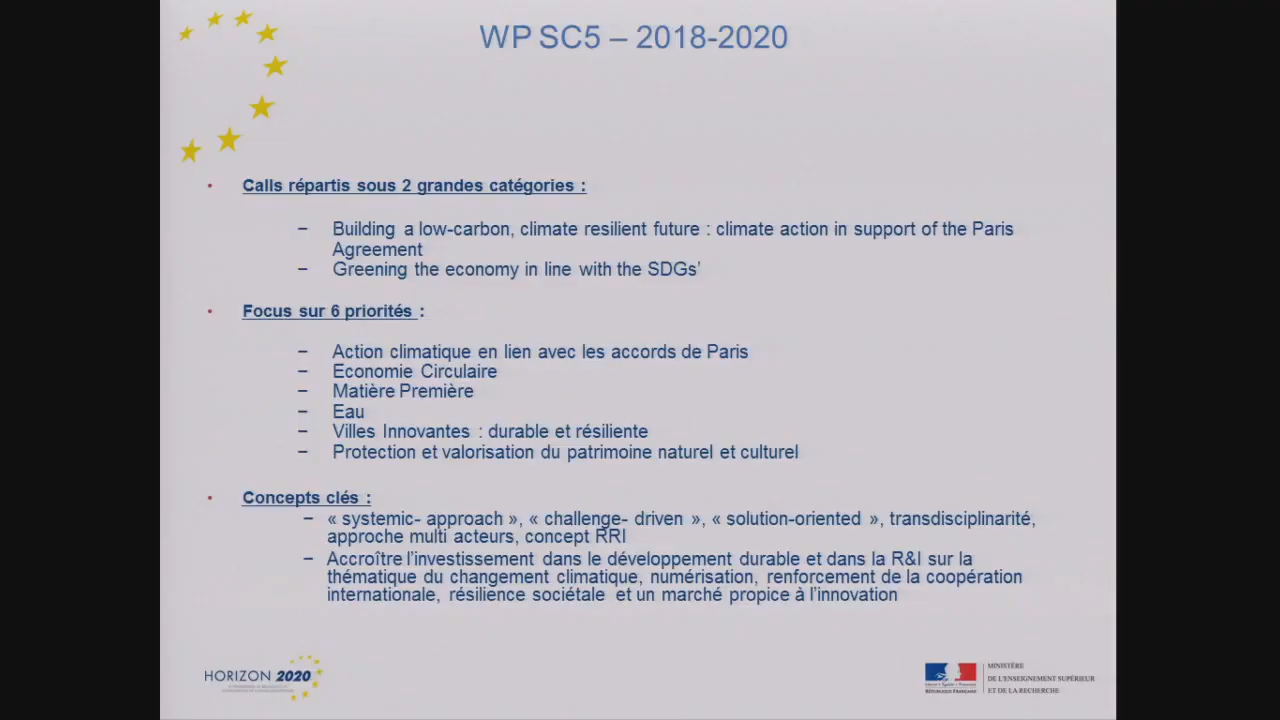 WP SC5 – 2018-2020
• Calls répartis sous 2 grandes catégories :
– Building a low-carbon, climate resilient future : climate action in support of the Paris
Agreement
– Greening the economy in line with the SDGs’
• Focus sur 6 priorités :
– Action climatique en lien avec les accords de Paris
– Economie Circulaire
– Matière Première
– Eau
– Villes Innovantes : durable et résiliente
– Protection et valorisation du patrimoine naturel et culturel
• Concepts clés :
– « systemic- approach », « challenge- driven », « solution-oriented », transdisciplinarité,
approche multi acteurs, concept RRI
– Accroître l’investissement dans le développement durable et dans la R&I sur la
thématique du changement climatique, numérisation, renforcement de la coopération
internationale, résilience sociétale et un marché propice à l’innovation
HORIZON 2020
RÉPUBLIQUE FRANÇAISE
MINISTÈRE
DE L'ENSEIGNEMENT SUPÉRIEUR
ET DE LA RECHERCHE